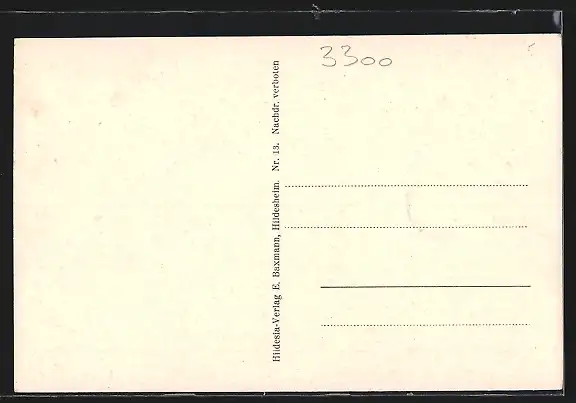 3300
Hildesia-Verlag E. Baxmann, Hildesheim. Nr. 13. Nachdr. verboten